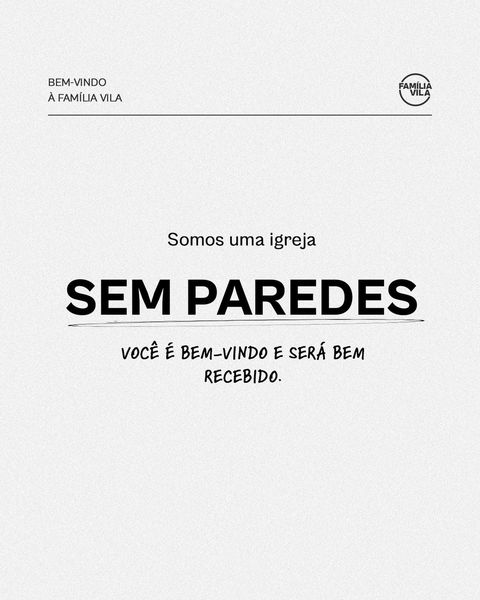 BEM-VINDO
À FAMÍLIA VILA
FAMÍLIA
VILA
Somos uma igreja
SEM PAREDES
VOCÊ É BEM-VINDO E SERÁ BEM
RECEBIDO.